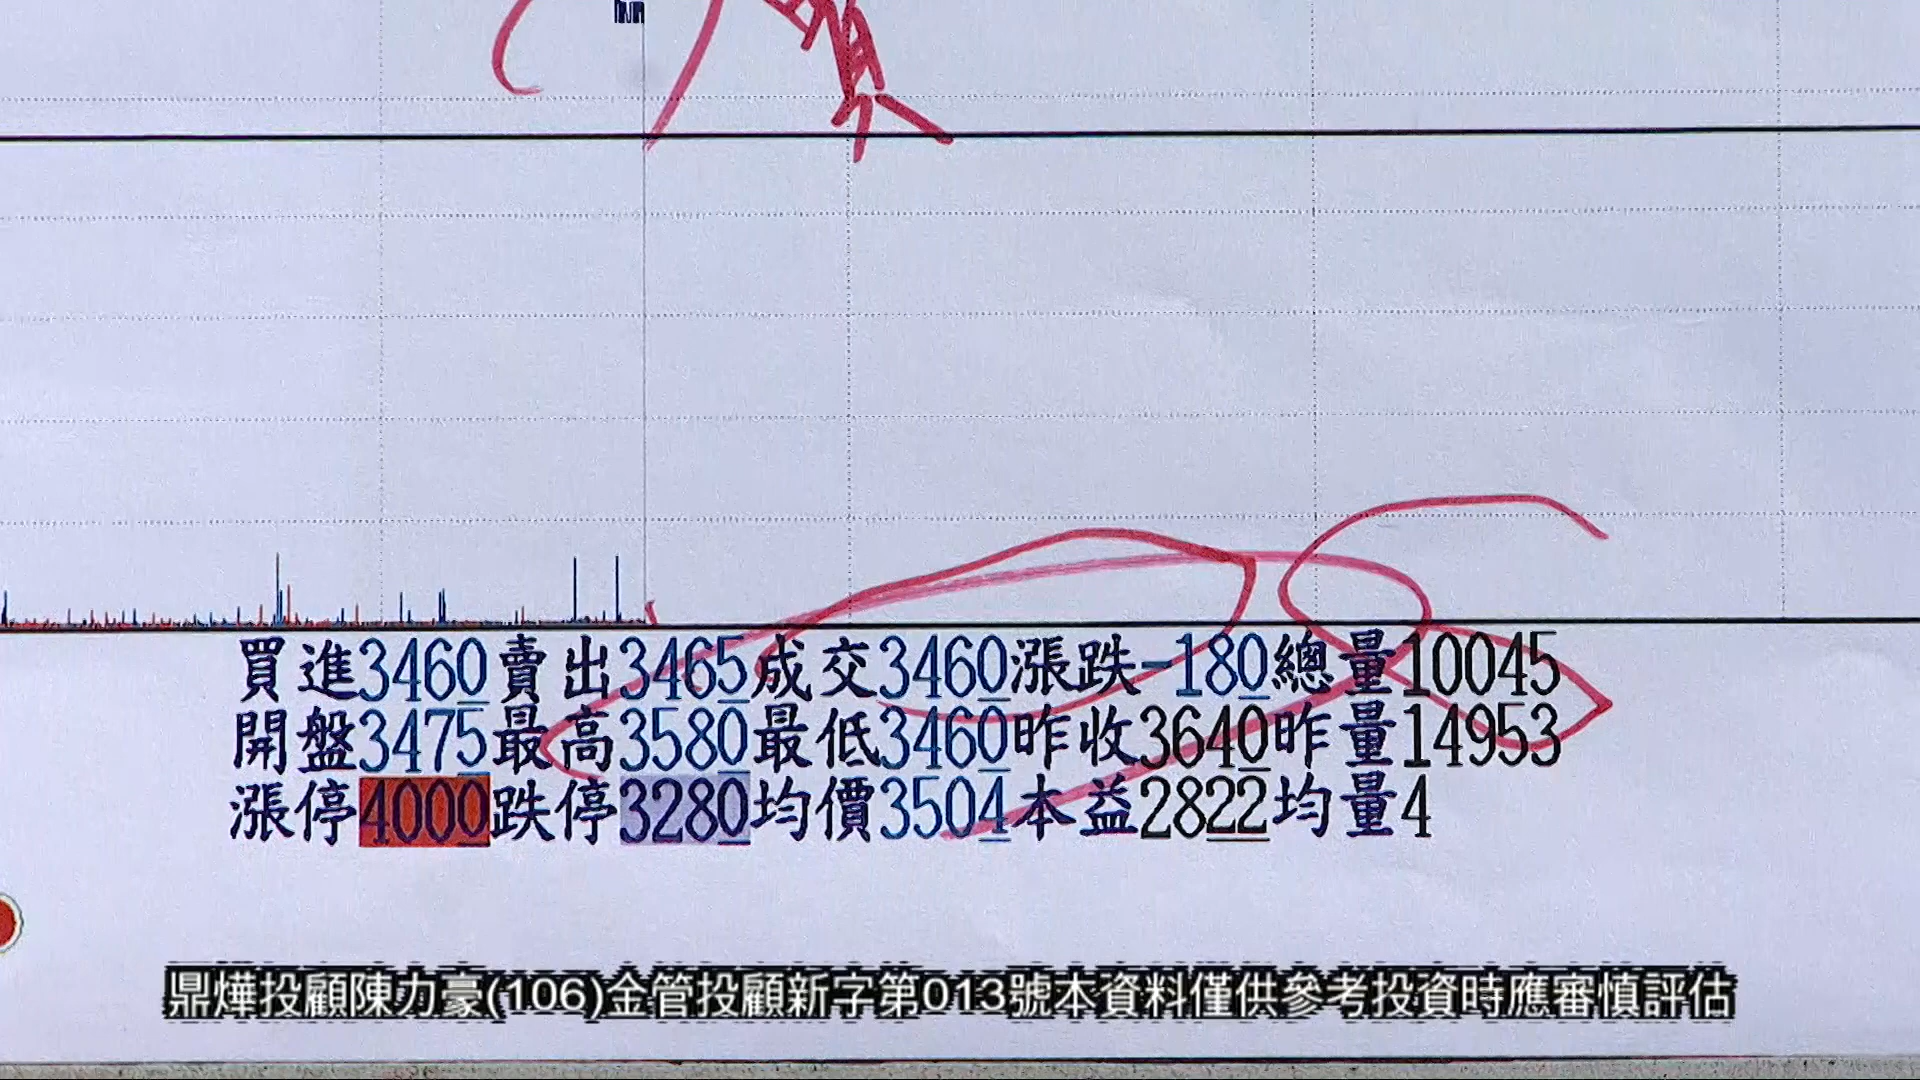 買進3460賣出3465成交3460漲跌-180總量10045
開盤3475最高3580最低3460昨收3640昨量14953
漲停4000跌停3280均價3504本益2822均量4
鼎燁投顧陳力豪(106)金管投顧新字第013號本資料僅供參考投資時應審慎評估